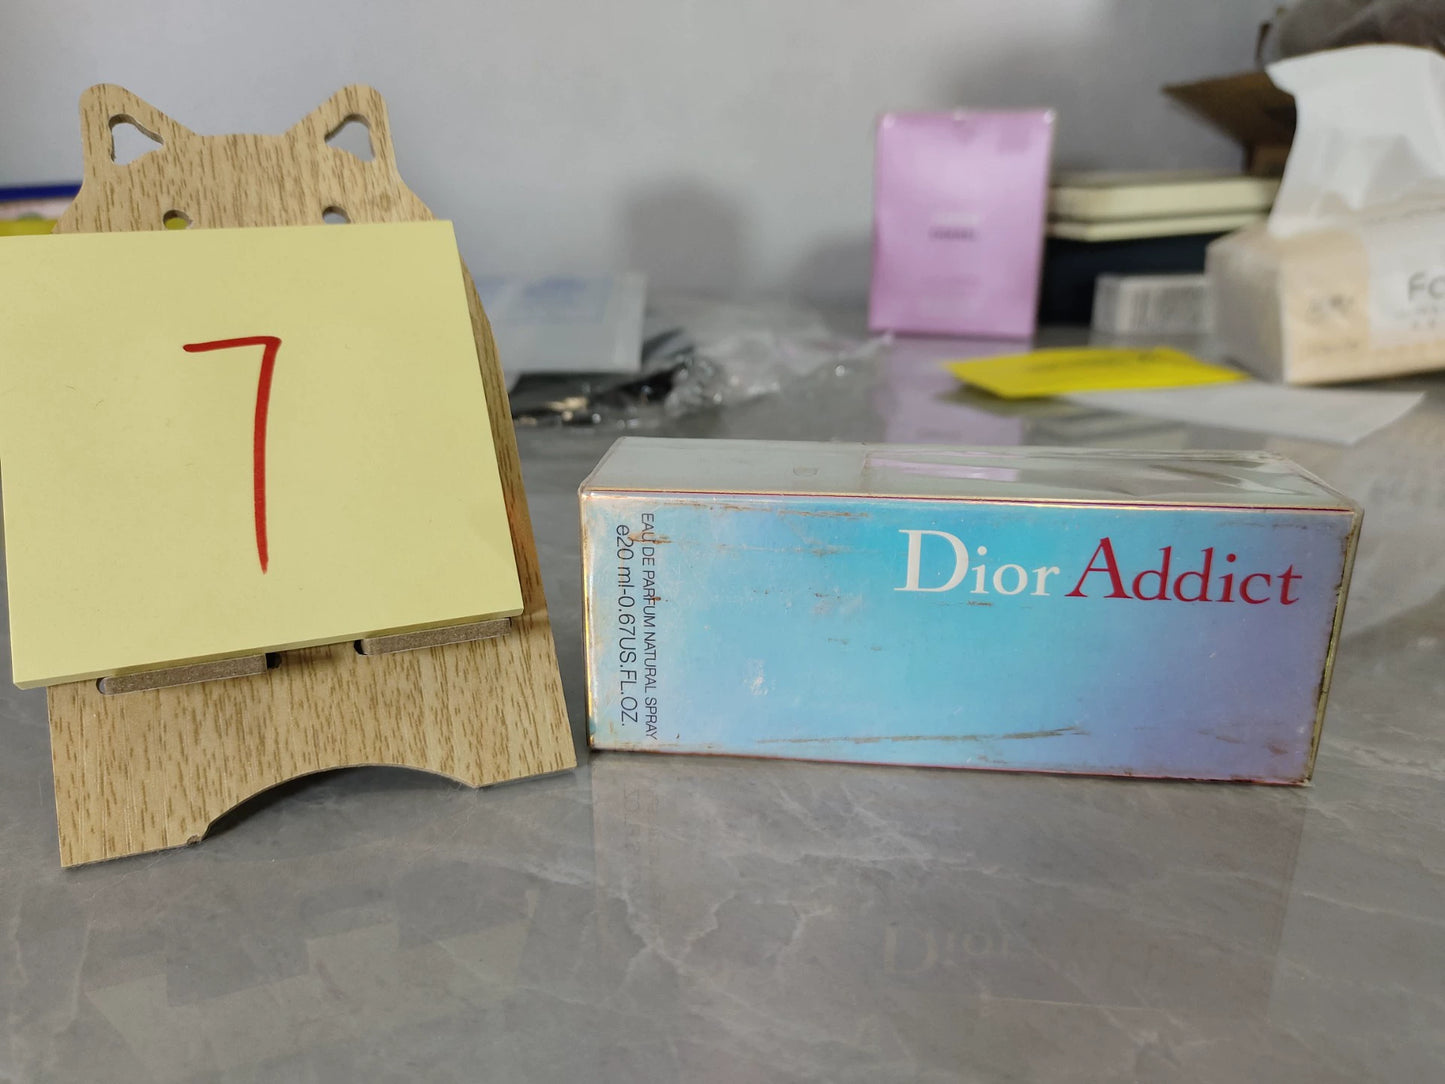 7
Dior Addict
EAU DE PARFUM NATURAL SPRAY
e20 ml-0.67US.FL.OZ.